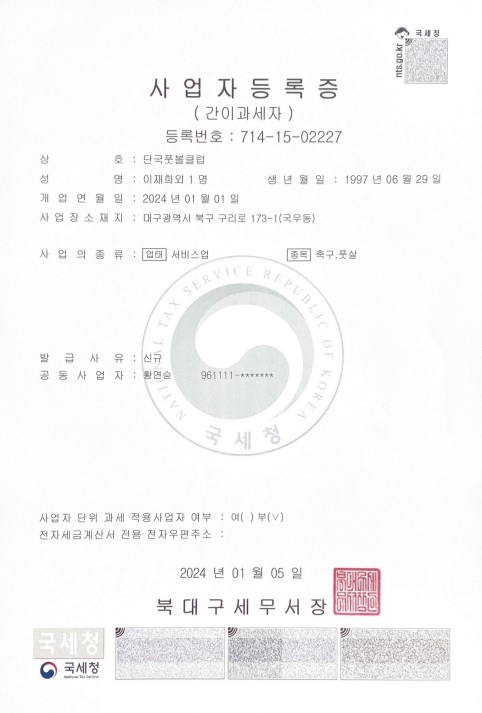 국세청
nts.go.kr
사업자등록증
( 간이과세자 )
등록번호 : 714-15-02227
상 호 : 단국풋볼클럽
성 명 : 이재희외 1 명 생 년 월 일 : 1997 년 06 월 29 일
개 업 연 월 일 : 2024 년 01 월 01 일
사 업 장 소 재 지 : 대구광역시 북구 구리로 173-1(국우동)
사 업 의 종 류 : 업태 서비스업 종목 축구,풋살
NATIONAL TAX SERVICE REPUBLIC OF KOREA
국세청
발 급 사 유 : 신규
공 동 사 업 자 : 황면승 961111-*******
사업자 단위 과세 적용사업자 여부 : 여( ) 부(∨)
전자세금계산서 전용 전자우편주소 :
2024 년 01 월 05 일
북대구세무서장
국세청
국세청
National Tax Service